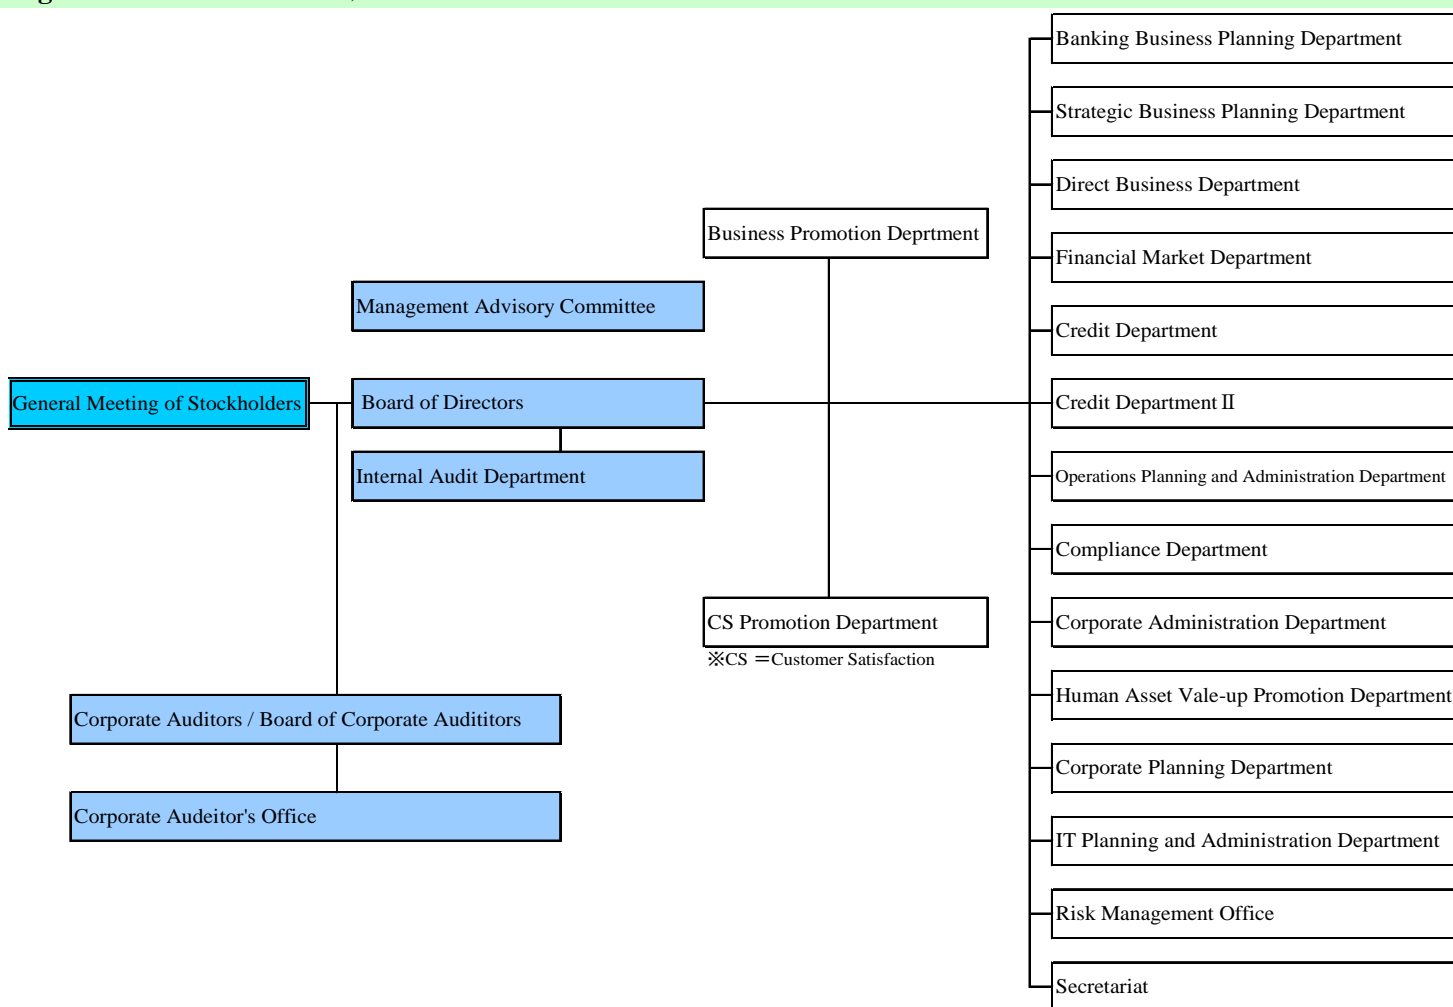 Banking Business Planning Department
Strategic Business Planning Department
Direct Business Department
Business Promotion Deprtment
Financial Market Department
Management Advisory Committee
Credit Department
General Meeting of Stockholders
Board of Directors
Credit Department Ⅱ
Internal Audit Department
Operations Planning and Administration Department
Compliance Department
CS Promotion Department
※CS ＝Customer Satisfaction
Corporate Administration Department
Human Asset Vale-up Promotion Department
Corporate Auditors / Board of Corporate Audititors
Corporate Planning Department
Corporate Audeitor's Office
IT Planning and Administration Department
Risk Management Office
Secretariat